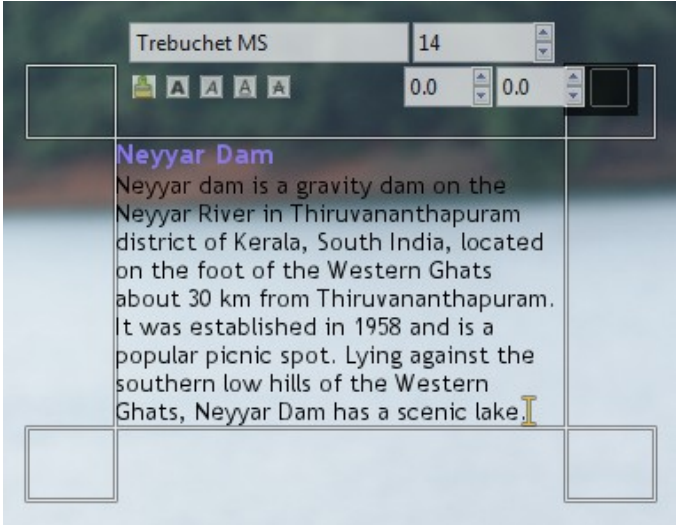 Trebuchet MS 14
A A A A 0.0 0.0
Neyyar Dam
Neyyar dam is a gravity dam on the
Neyyar River in Thiruvananthapuram
district of Kerala, South India, located
on the foot of the Western Ghats
about 30 km from Thiruvananthapuram.
It was established in 1958 and is a
popular picnic spot. Lying against the
southern low hills of the Western
Ghats, Neyyar Dam has a scenic lake.